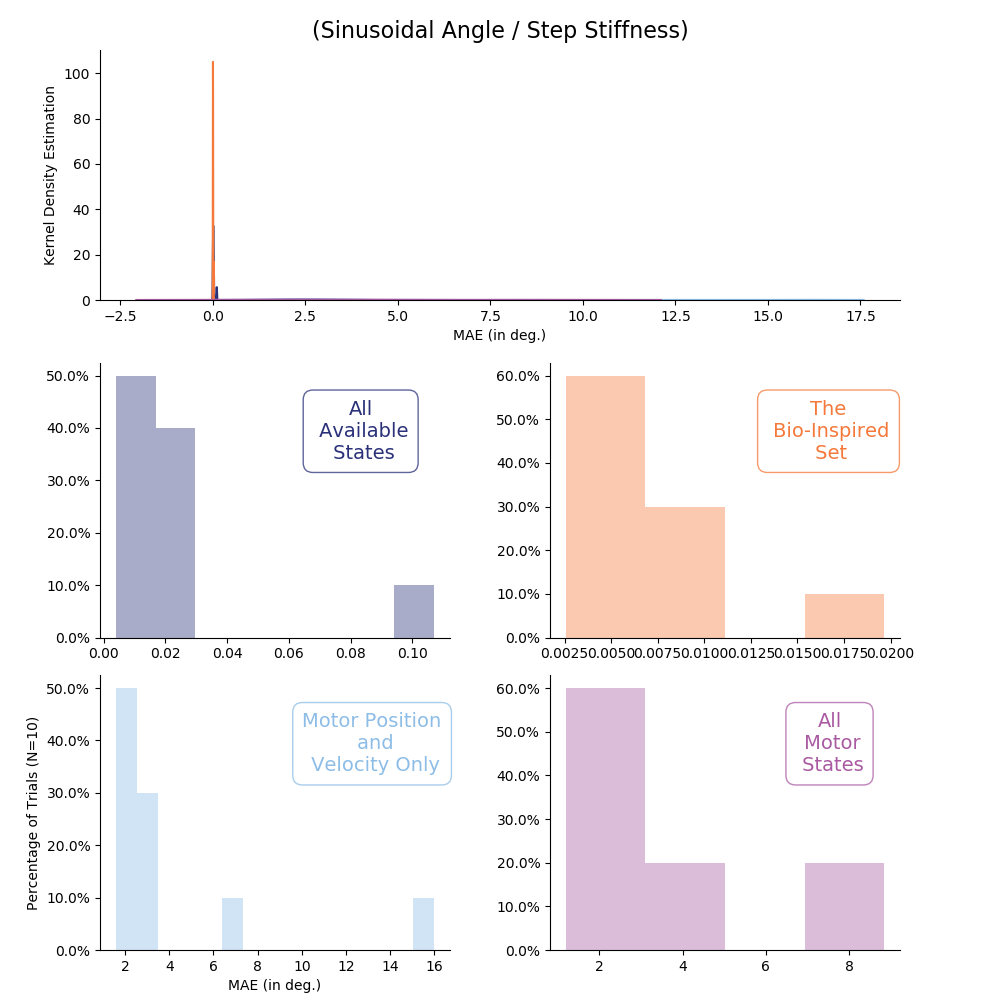 (Sinusoidal Angle / Step Stiffness)
Kernel Density Estimation
100
80
60
40
20
0
−2.5 0.0 2.5 5.0 7.5 10.0 12.5 15.0 17.5
MAE (in deg.)
50.0%
40.0%
30.0%
20.0%
10.0%
0.0%
All
Available
States
0.00 0.02 0.04 0.06 0.08 0.10
60.0%
50.0%
40.0%
30.0%
20.0%
10.0%
0.0%
The
Bio-Inspired
Set
0.0025 0.0050 0.0075 0.0100 0.0125 0.0150 0.0175 0.0200
Percentage of Trials (N=10)
50.0%
40.0%
30.0%
20.0%
10.0%
0.0%
Motor Position
and
Velocity Only
2 4 6 8 10 12 14 16
MAE (in deg.)
60.0%
50.0%
40.0%
30.0%
20.0%
10.0%
0.0%
All
Motor
States
2 4 6 8